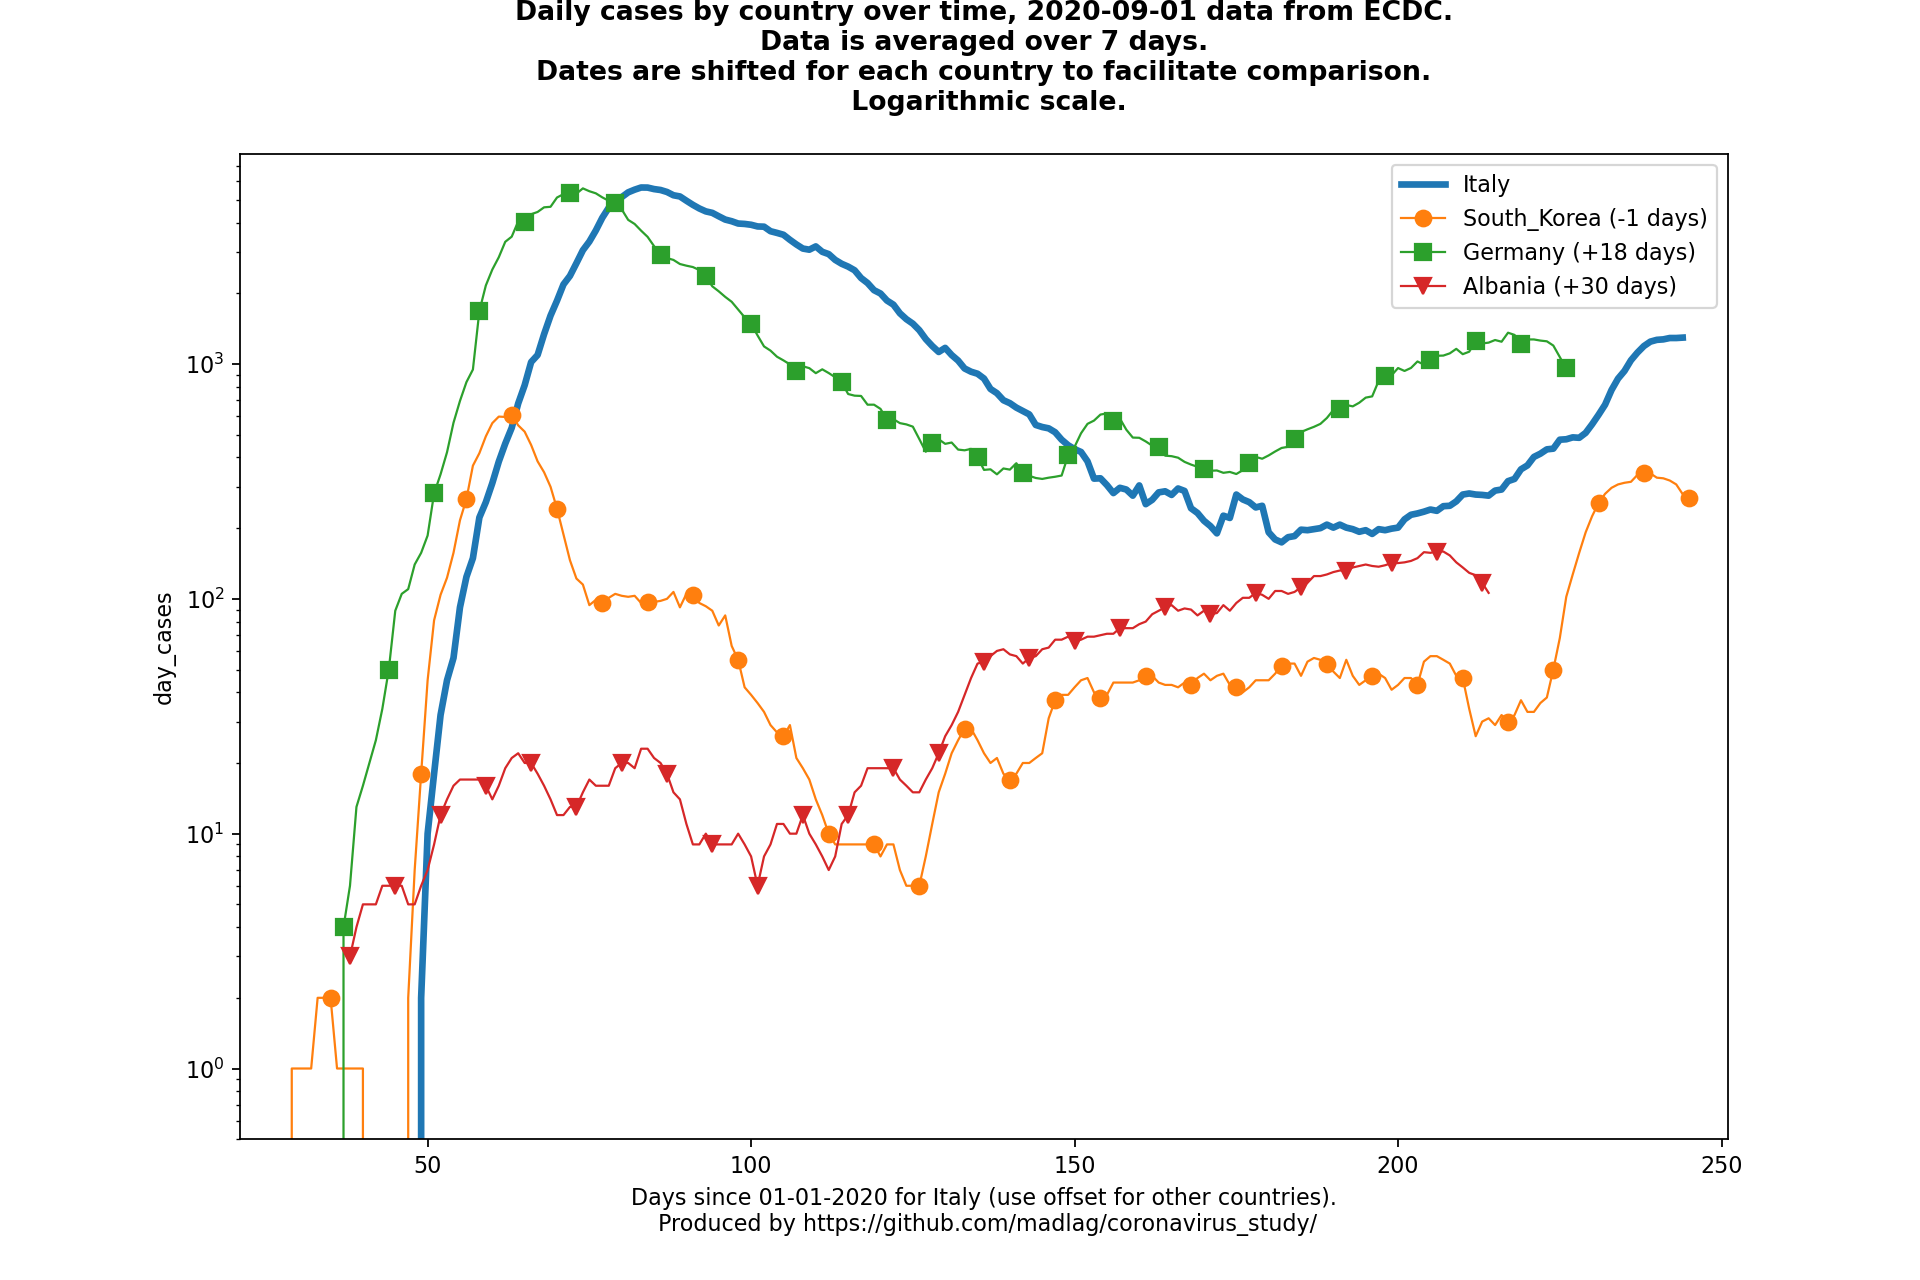 Daily cases by country over time, 2020-09-01 data from ECDC.
Data is averaged over 7 days.
Dates are shifted for each country to facilitate comparison.
Logarithmic scale.
Italy
South_Korea (-1 days)
Germany (+18 days)
Albania (+30 days)
day_cases
10³
10²
10¹
10⁰
50 100 150 200 250
Days since 01-01-2020 for Italy (use offset for other countries).
Produced by https://github.com/madlag/coronavirus_study/